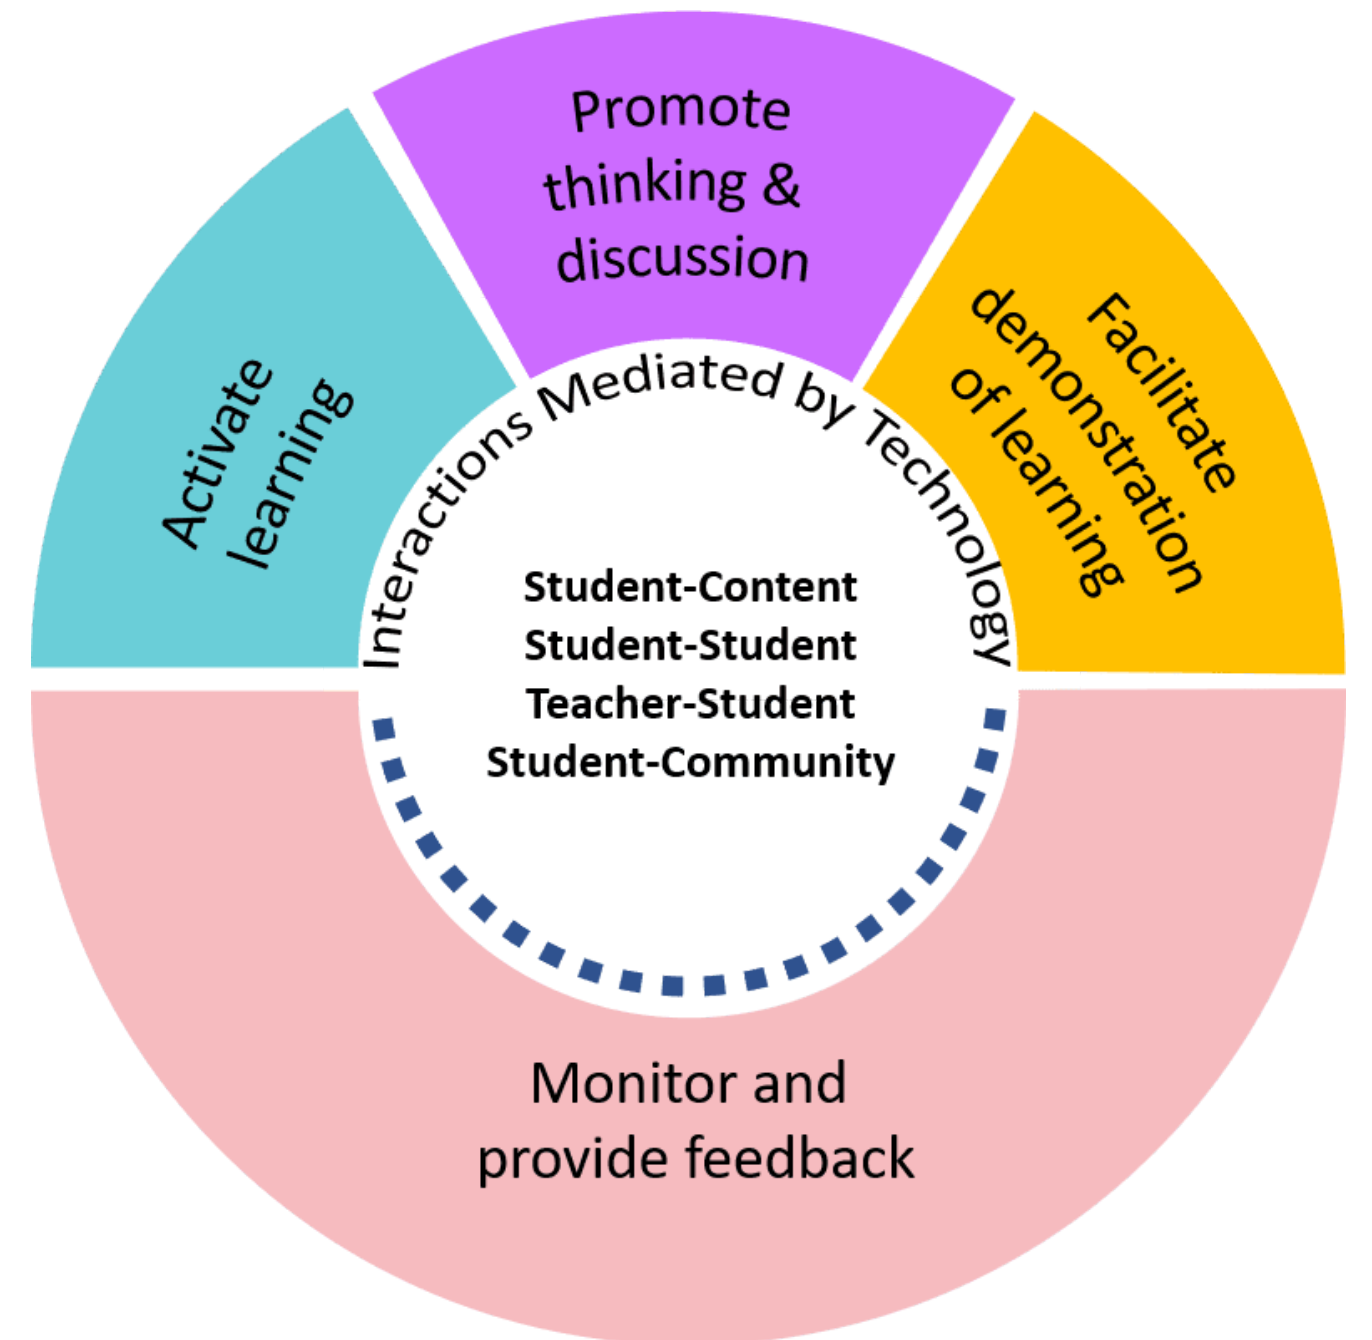 Promote
thinking &
discussion
Activate
learning
Facilitate
demonstration
of learning
Interactions Mediated by Technology
Student-Content
Student-Student
Teacher-Student
Student-Community
Monitor and
provide feedback